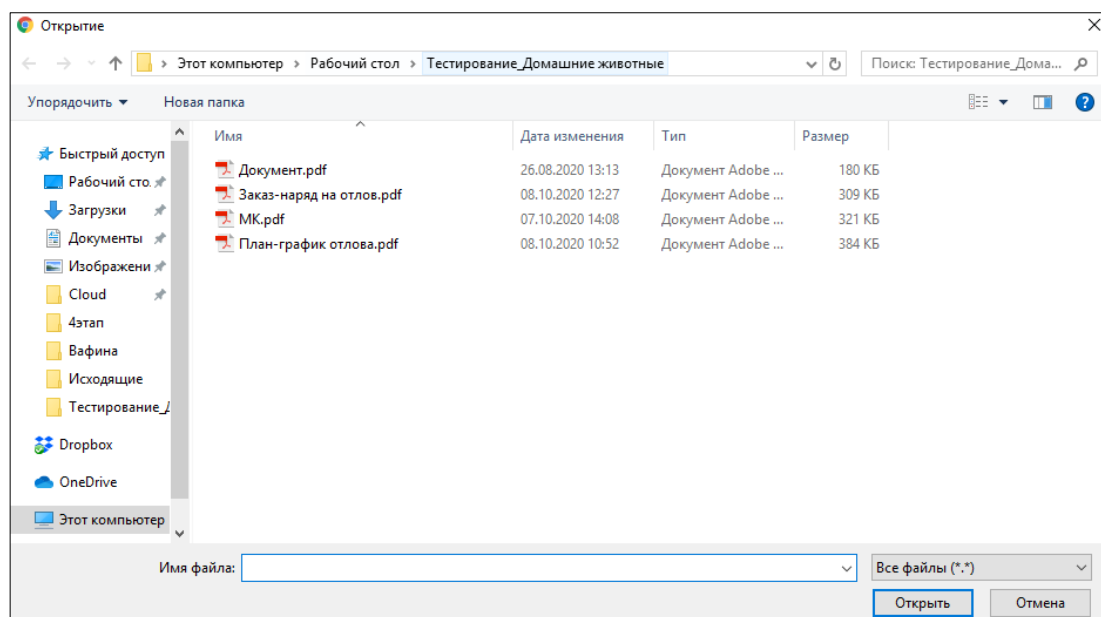 Открытие
Этот компьютер › Рабочий стол › Тестирование_Домашние животные
Поиск: Тестирование_Дома...
Упорядочить Новая папка
Имя Дата изменения Тип Размер
Документ.pdf 26.08.2020 13:13 Документ Adobe ... 180 КБ
Заказ-наряд на отлов.pdf 08.10.2020 12:27 Документ Adobe ... 309 КБ
МК.pdf 07.10.2020 14:08 Документ Adobe ... 321 КБ
План-график отлова.pdf 08.10.2020 10:52 Документ Adobe ... 384 КБ
Быстрый доступ
Рабочий сто
Загрузки
Документы
Изображени
Cloud
4этап
Вафина
Исходящие
Тестирование_Д
Dropbox
OneDrive
Этот компьютер
Имя файла:
Все файлы (*.*)
Открыть Отмена